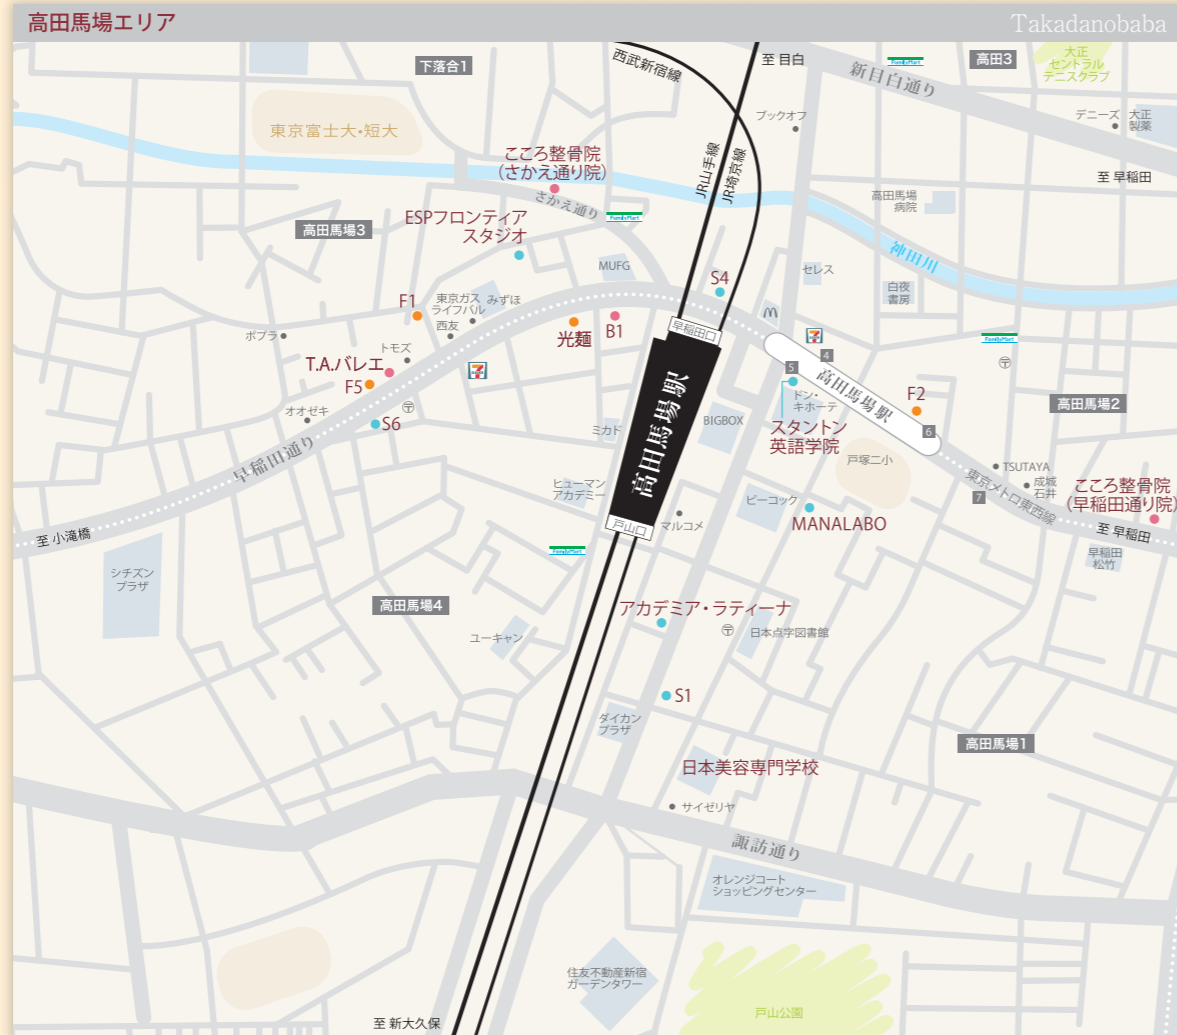 高田馬場エリア
Takadanobaba
下落合1
西武新宿線
至 目白
FamilyMart
高田3
大正
セントラル
テニスクラブ
新目白通り
ブックオフ
デニーズ
大正
製薬
東京富士大・短大
こころ整骨院
（さかえ通り院）
JR山手線
JR埼京線
至 早稲田
さかえ通り
高田馬場
病院
高田馬場3
ESPフロンティア
スタジオ
FamilyMart
神田川
MUFG
S4
セレス
白夜
書房
F1
東京ガス
ライフバル
みずほ
西友
ポプラ
トモズ
光麺
B1
早稲田口
7
4
FamilyMart
〒
T.A.バレエ
F5
7
5
高田馬場駅
ドン・
キホーテ
F2
高田馬場2
オオゼキ
〒
S6
高田馬場駅
ミカド
BIGBOX
スタントン
英語学院
6
早稲田通り
戸塚二小
TSUTAYA
成城
石井
東京メトロ東西線
7
こころ整骨院
（早稲田通り院）
ヒューマン
アカデミー
ピーコック
MANALABO
戸山口
マルコメ
至 小滝橋
至 早稲田
早稲田
松竹
FamilyMart
シチズン
プラザ
高田馬場4
アカデミア・ラティーナ
〒
日本点字図書館
ユーキャン
S1
ダイカン
プラザ
高田馬場1
日本美容専門学校
サイゼリヤ
諏訪通り
オレンジコート
ショッピングセンター
住友不動産新宿
ガーデンタワー
戸山公園
至 新大久保